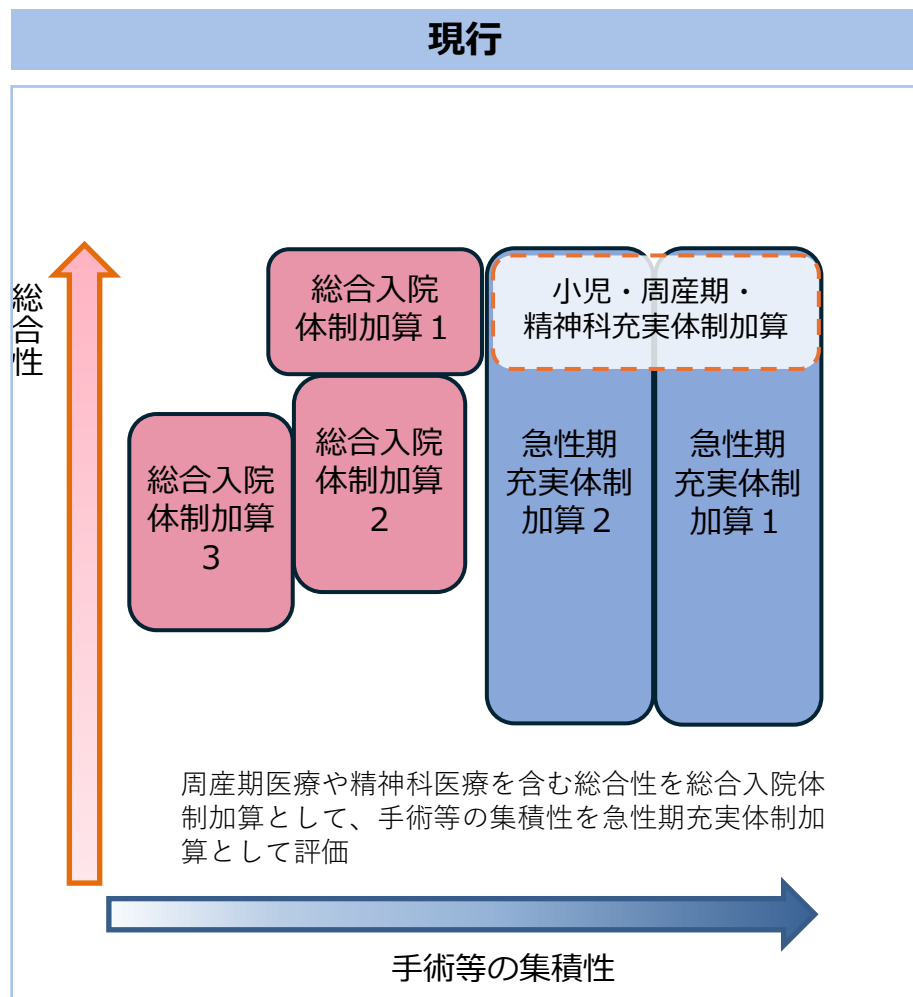 現行
総合性
総合入院
体制加算１
小児・周産期・
精神科充実体制加算
総合入院
体制加算
３
総合入院
体制加算
２
急性期
充実体制
加算２
急性期
充実体制
加算１
周産期医療や精神科医療を含む総合性を総合入院体
制加算として、手術等の集積性を急性期充実体制加
算として評価
手術等の集積性